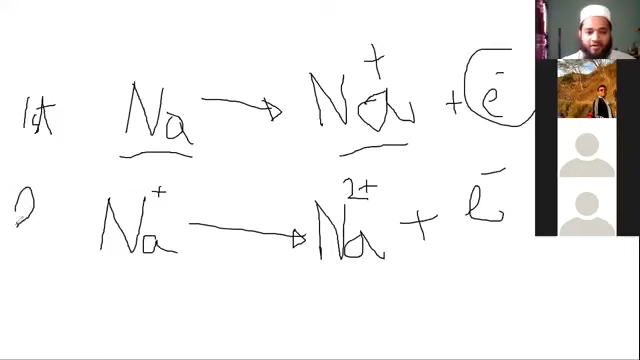 1st Na → Na⁺ + e⁻
2 Na⁺ → Na²⁺ + e⁻